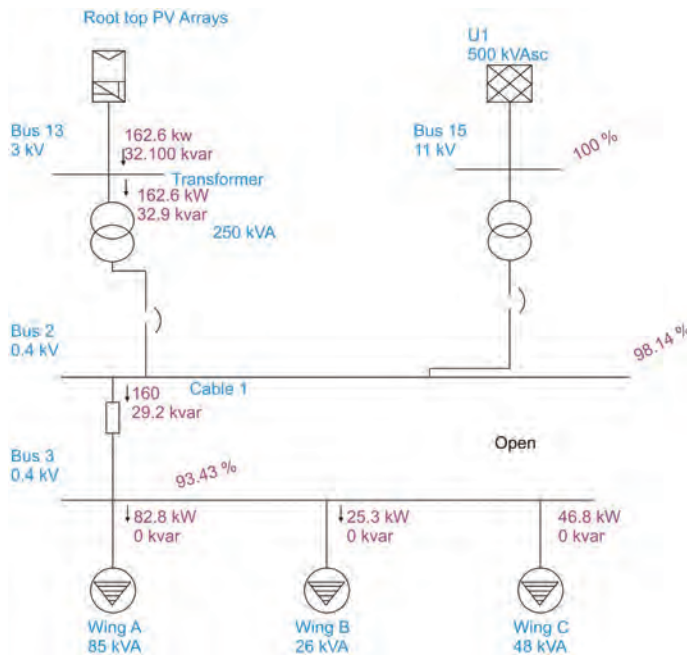 Root top PV Arrays
U1
500 kVAsc
Bus 13
3 kV
162.6 kw
32.100 kvar
Bus 15
11 kV
100 %
Transformer
162.6 kW
32.9 kvar
250 kVA
Bus 2
0.4 kV
98.14 %
Cable 1
160
29.2 kvar
Open
Bus 3
0.4 kV
93.43 %
82.8 kW
0 kvar
25.3 kW
0 kvar
46.8 kW
0 kvar
Wing A
85 kVA
Wing B
26 kVA
Wing C
48 kVA